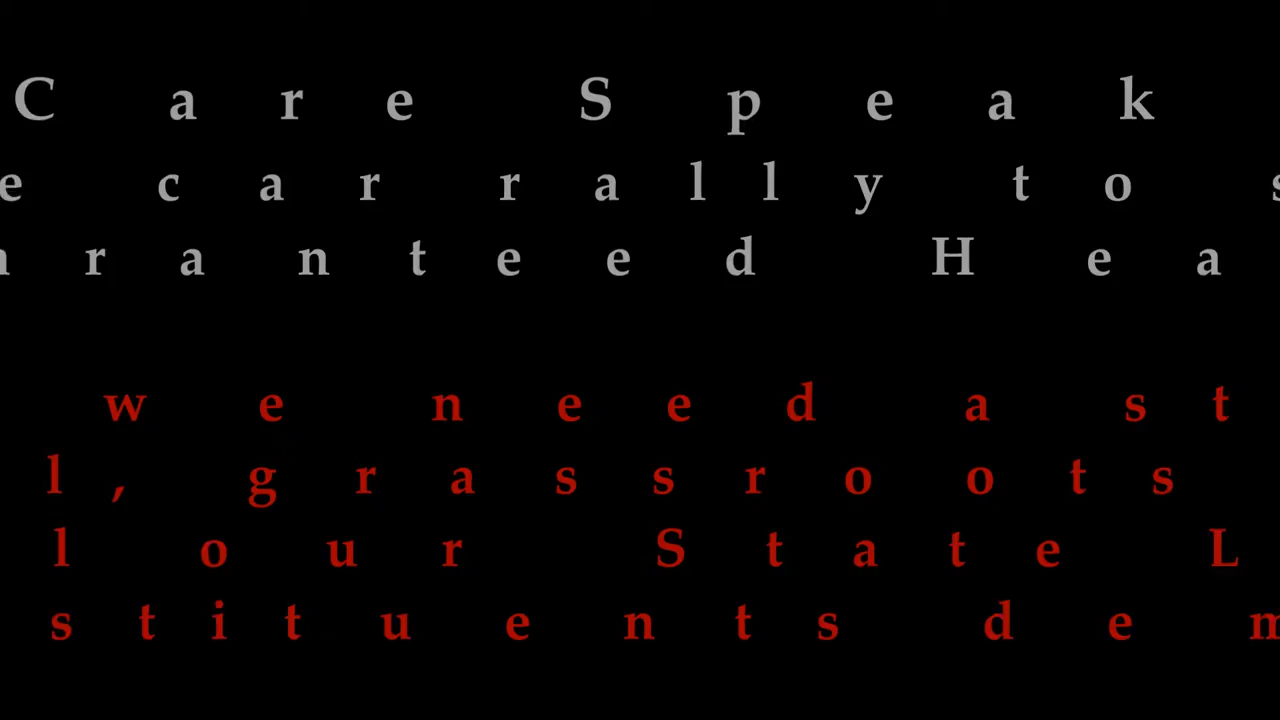 Care Speak
e car rally to s
ranteed Hea
we need a st
l, grassroots
l our State L
stituents dem